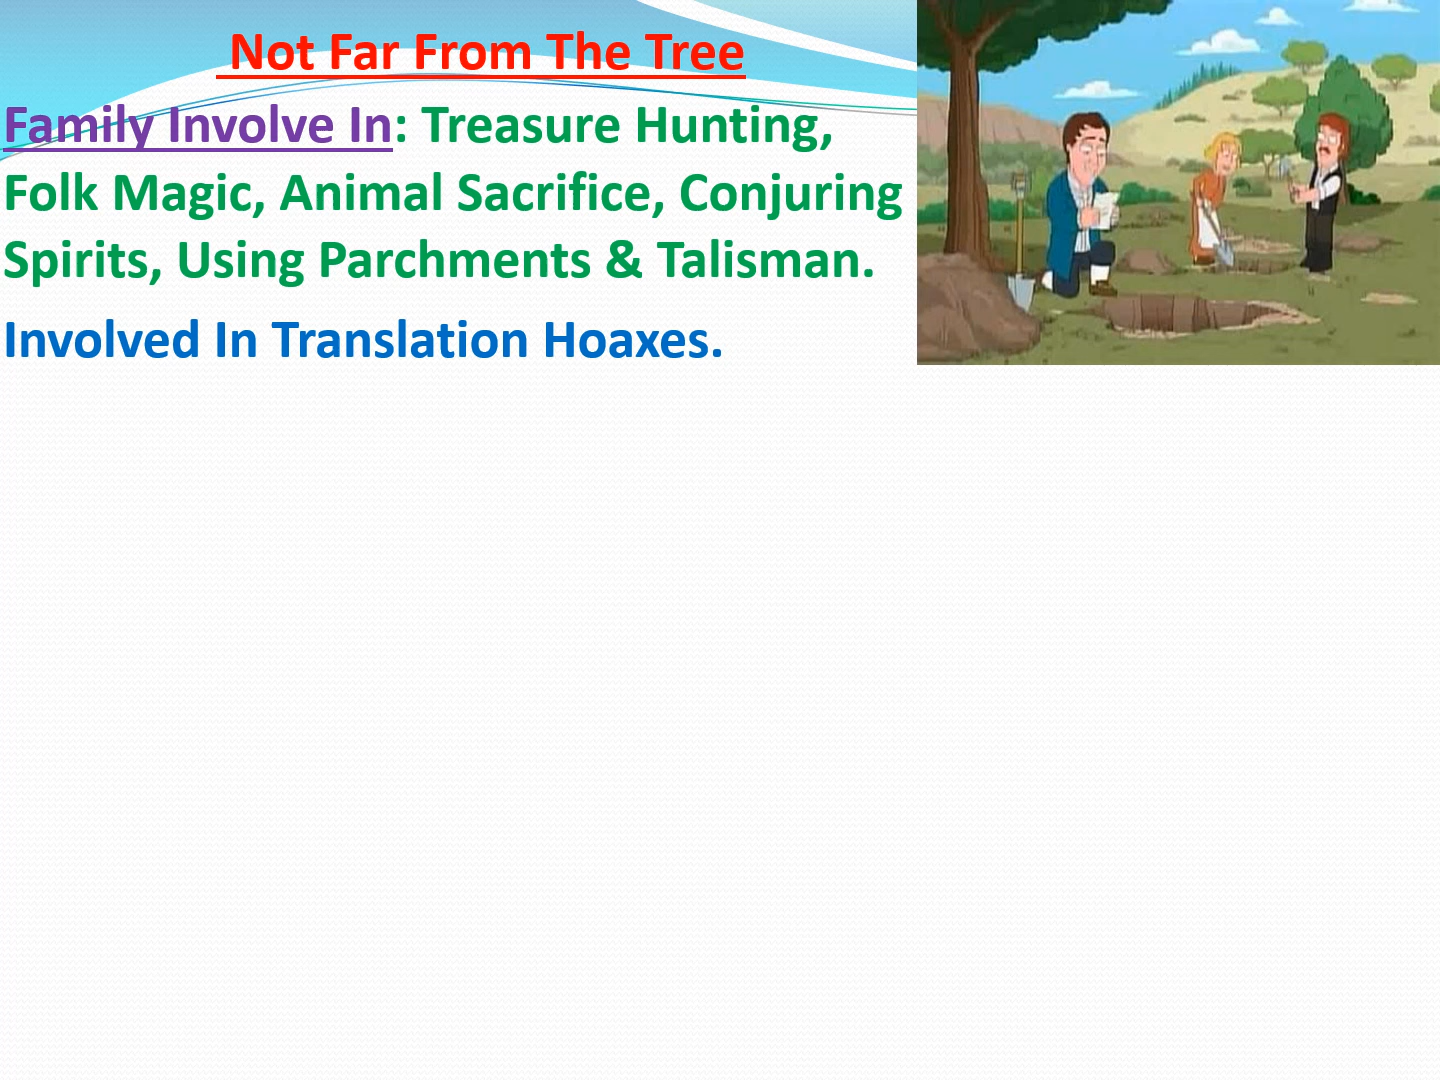 Not Far From The Tree
Family Involve In: Treasure Hunting,
Folk Magic, Animal Sacrifice, Conjuring
Spirits, Using Parchments & Talisman.
Involved In Translation Hoaxes.